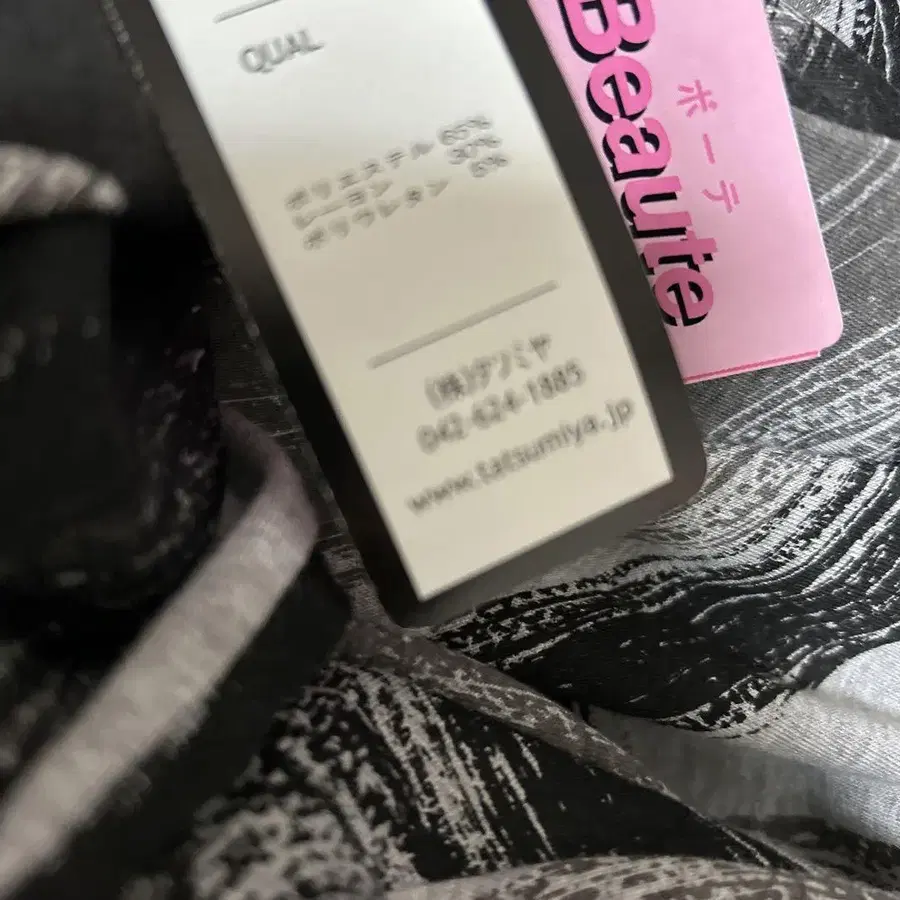 QUAL
ポリエステル 65%
レーヨン 30%
ポリウレタン 5%
(株)タツミヤ
042-624-1885
www.tatsumiya.jp
Beaute
ボーテ